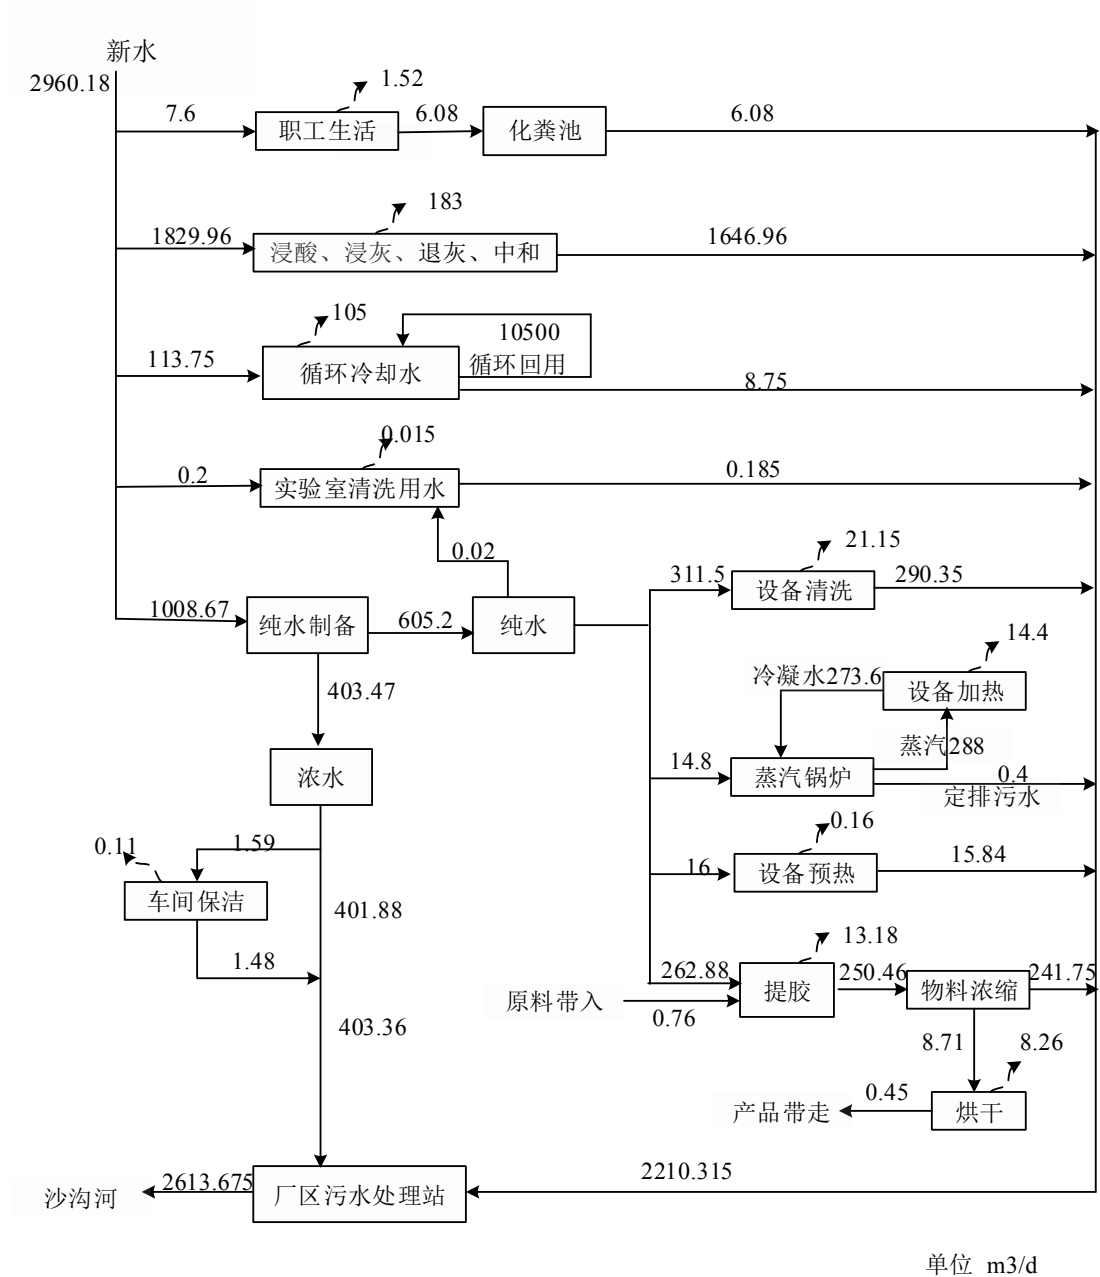 新水
2960.18
1.52
7.6
职工生活
6.08
化粪池
6.08
183
1829.96
浸酸、浸灰、退灰、中和
1646.96
105
10500
循环回用
113.75
循环冷却水
8.75
0.015
0.2
实验室清洗用水
0.185
0.02
21.15
311.5
设备清洗
290.35
1008.67
纯水制备
605.2
纯水
14.4
冷凝水273.6
设备加热
403.47
蒸汽288
14.8
蒸汽锅炉
0.4
定排污水
浓水
0.16
16
设备预热
15.84
0.11
1.59
车间保洁
401.88
1.48
13.18
262.88
提胶
250.46
物料浓缩
241.75
原料带入
0.76
403.36
8.71
8.26
产品带走
0.45
烘干
沙沟河
2613.675
厂区污水处理站
2210.315
单位 m3/d